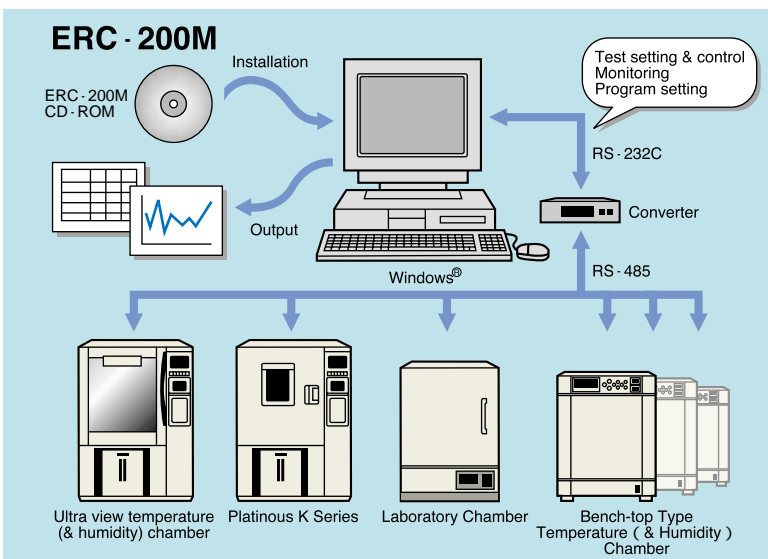 ERC - 200M
Installation
ERC - 200M
CD - ROM
Test setting & control
Monitoring
Program setting
RS - 232C
Converter
Output
Windows®
RS - 485
Ultra view temperature
(& humidity) chamber
Platinous K Series
Laboratory Chamber
Bench-top Type
Temperature ( & Humidity )
Chamber